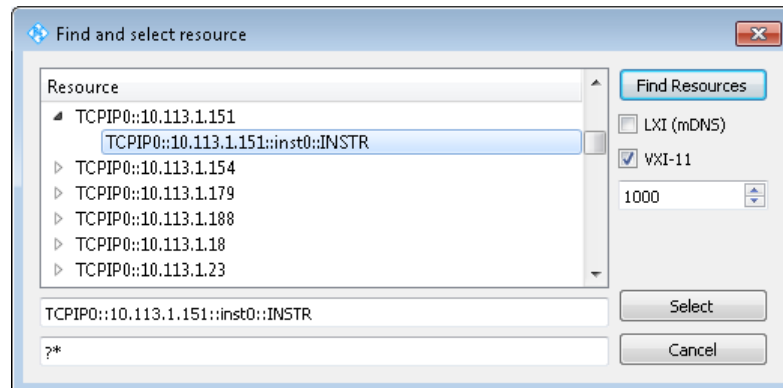 Find and select resource
Resource
TCPIP0::10.113.1.151
TCPIP0::10.113.1.151::inst0::INSTR
TCPIP0::10.113.1.154
TCPIP0::10.113.1.179
TCPIP0::10.113.1.188
TCPIP0::10.113.1.18
TCPIP0::10.113.1.23
TCPIP0::10.113.1.151::inst0::INSTR
?*
Find Resources
LXI (mDNS)
VXI-11
1000
Select
Cancel